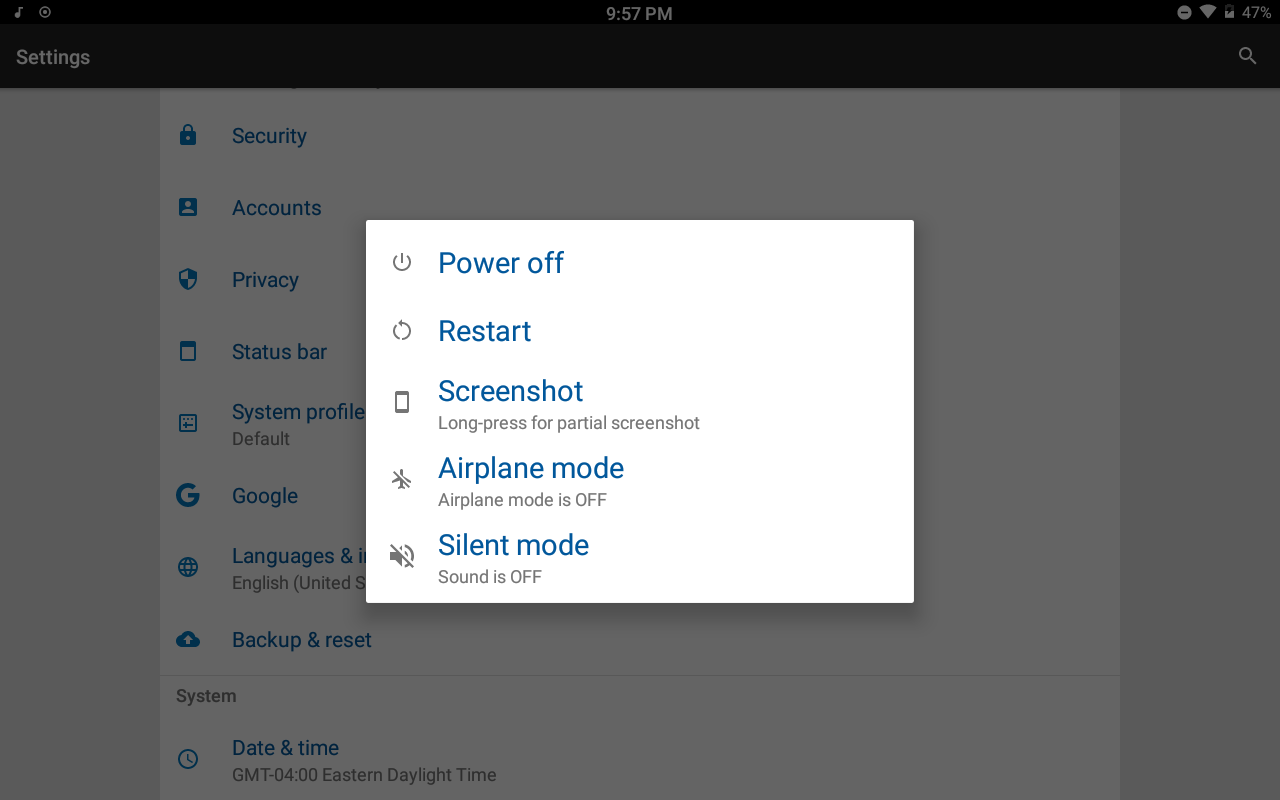 9:57 PM
47%
Settings
Security
Accounts
Privacy
Status bar
System profile
Default
Google
Languages & i
English (United S
Backup & reset
System
Date & time
GMT-04:00 Eastern Daylight Time
Power off
Restart
Screenshot
Long-press for partial screenshot
Airplane mode
Airplane mode is OFF
Silent mode
Sound is OFF